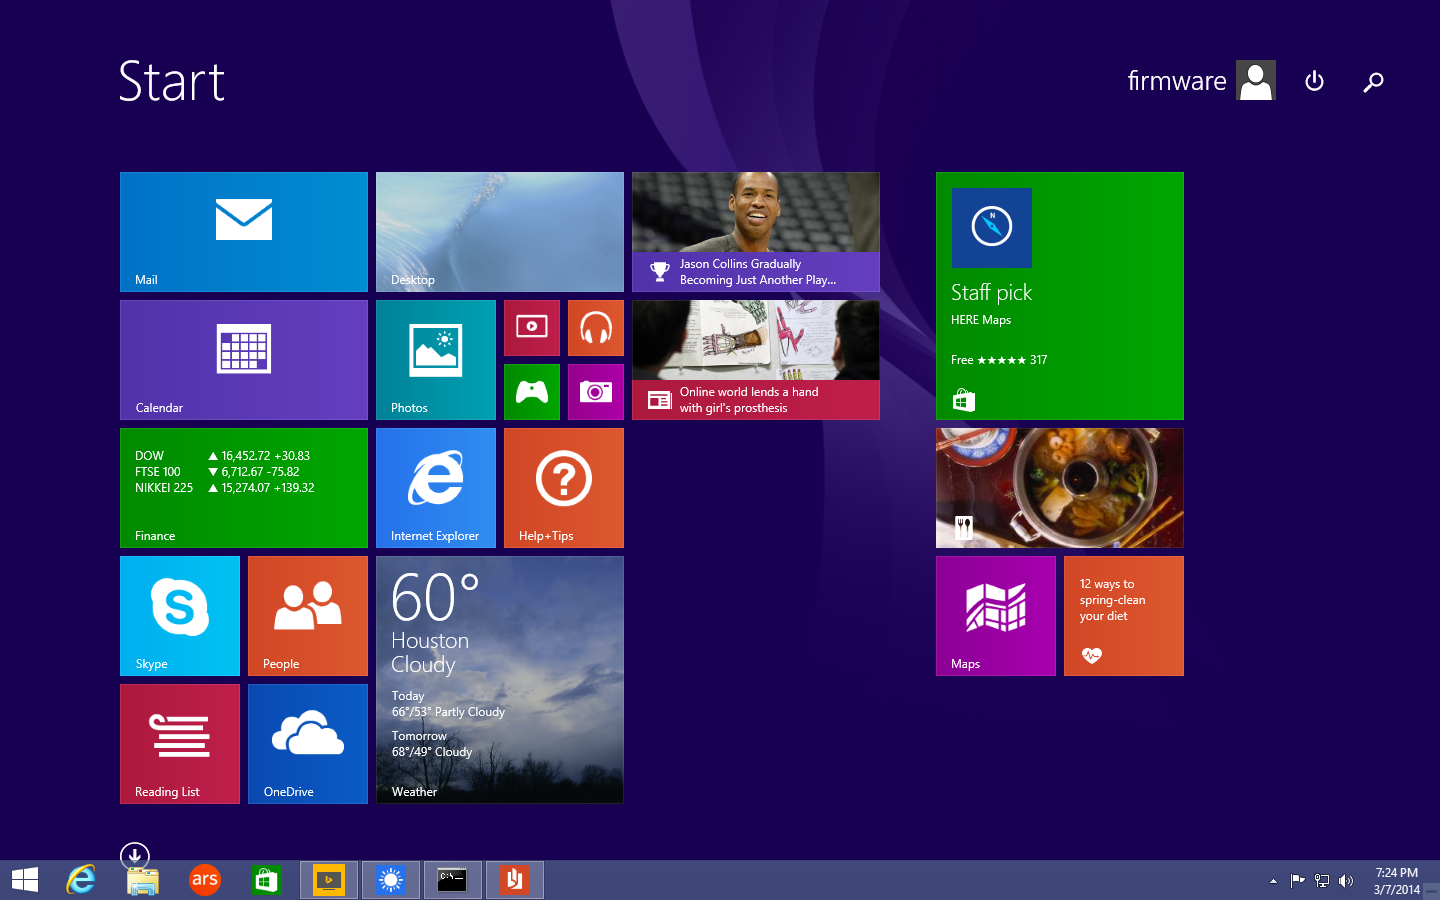 Start
firmware
Mail
Desktop
Jason Collins Gradually
Becoming Just Another Play...
Staff pick
HERE Maps
Free ★★★★★ 317
N
Calendar
Photos
Online world lends a hand
with girl's prosthesis
DOW ▲ 16,452.72 +30.83
FTSE 100 ▼ 6,712.67 -75.82
NIKKEI 225 ▲ 15,274.07 +139.32
Finance
Internet Explorer
Help+Tips
Skype
People
60°
Houston
Cloudy
Today
66°/53° Partly Cloudy
Tomorrow
68°/49° Cloudy
Weather
Maps
12 ways to
spring-clean
your diet
Reading List
OneDrive
ars
C:\_
7:24 PM
3/7/2014